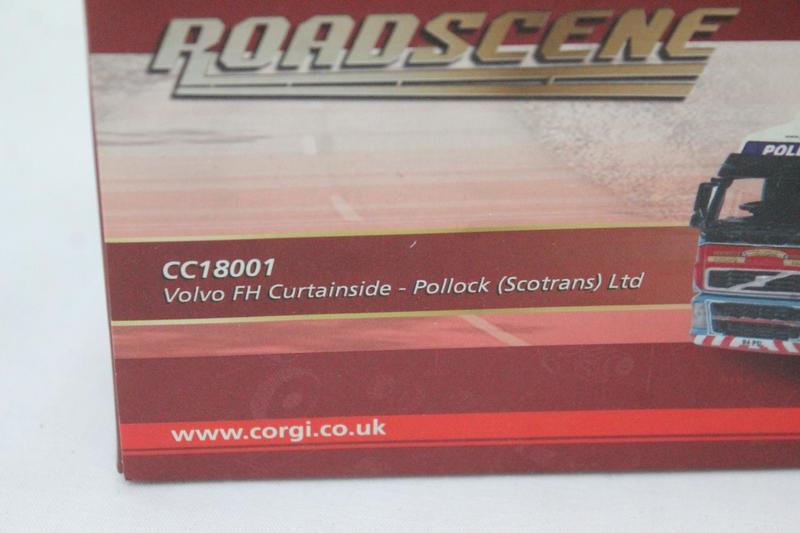 ROADSCENE
CC18001
Volvo FH Curtainside - Pollock (Scotrans) Ltd
www.corgi.co.uk